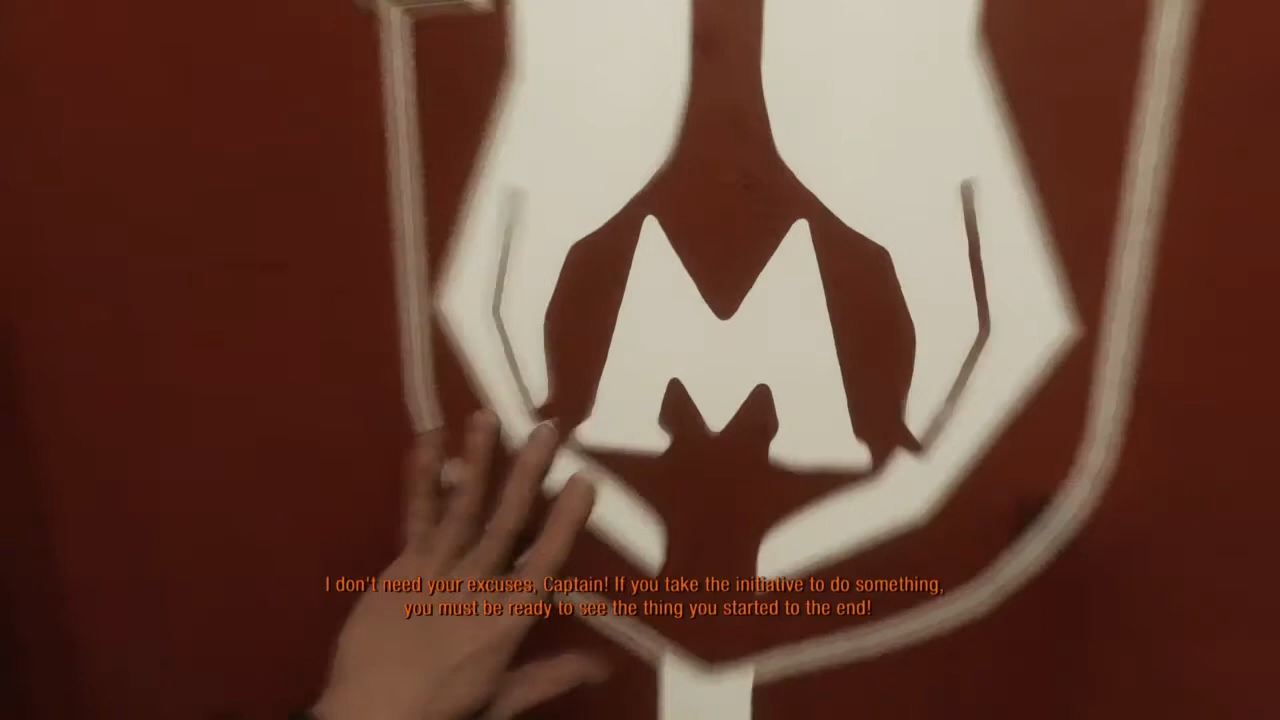 M
I don't need your excuses, Captain! If you take the initiative to do something,
you must be ready to see the thing you started to the end!